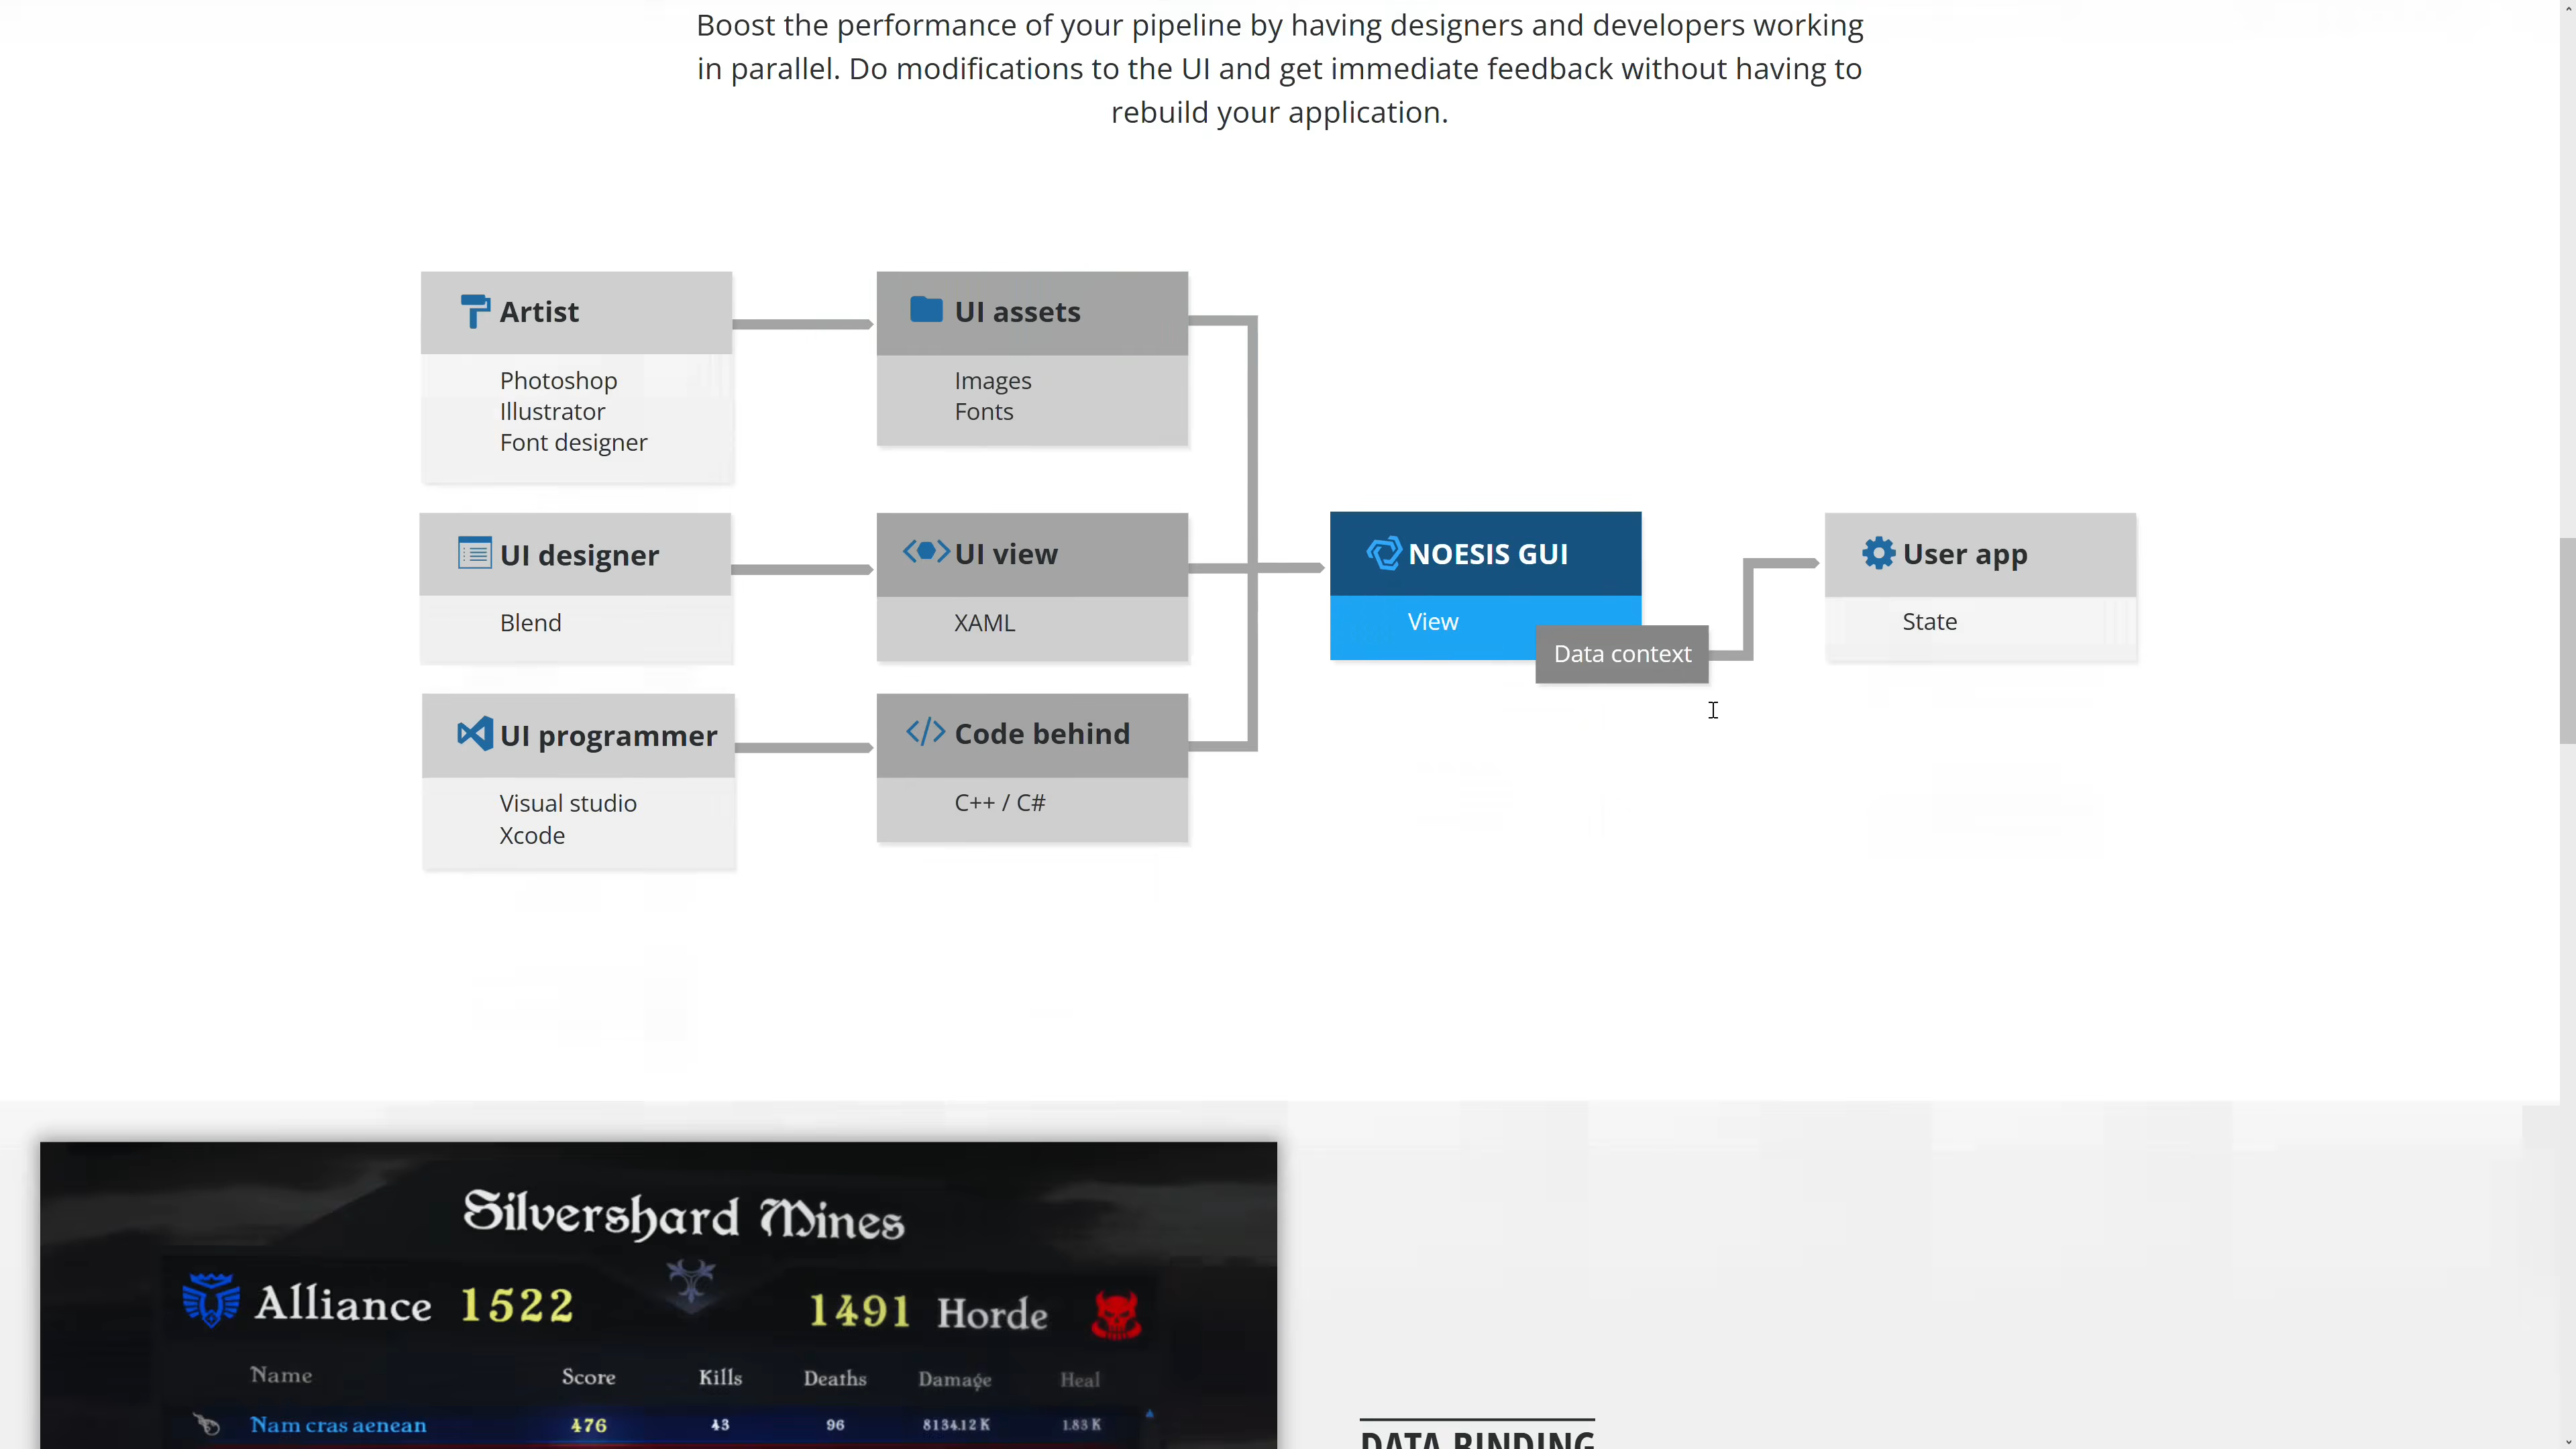 Boost the performance of your pipeline by having designers and developers working
in parallel. Do modifications to the UI and get immediate feedback without having to
rebuild your application.
Artist
Photoshop
Illustrator
Font designer
UI assets
Images
Fonts
UI designer
Blend
UI view
XAML
NOESIS GUI
View
Data context
User app
State
UI programmer
Visual studio
Xcode
Code behind
C++ / C#
Silvershard Mines
Alliance 1522
1491 Horde
Name Score Kills Deaths Damage Heal
Nam cras aenean 476 43 96 8134.12 K 1.83 K
DATA BINDING